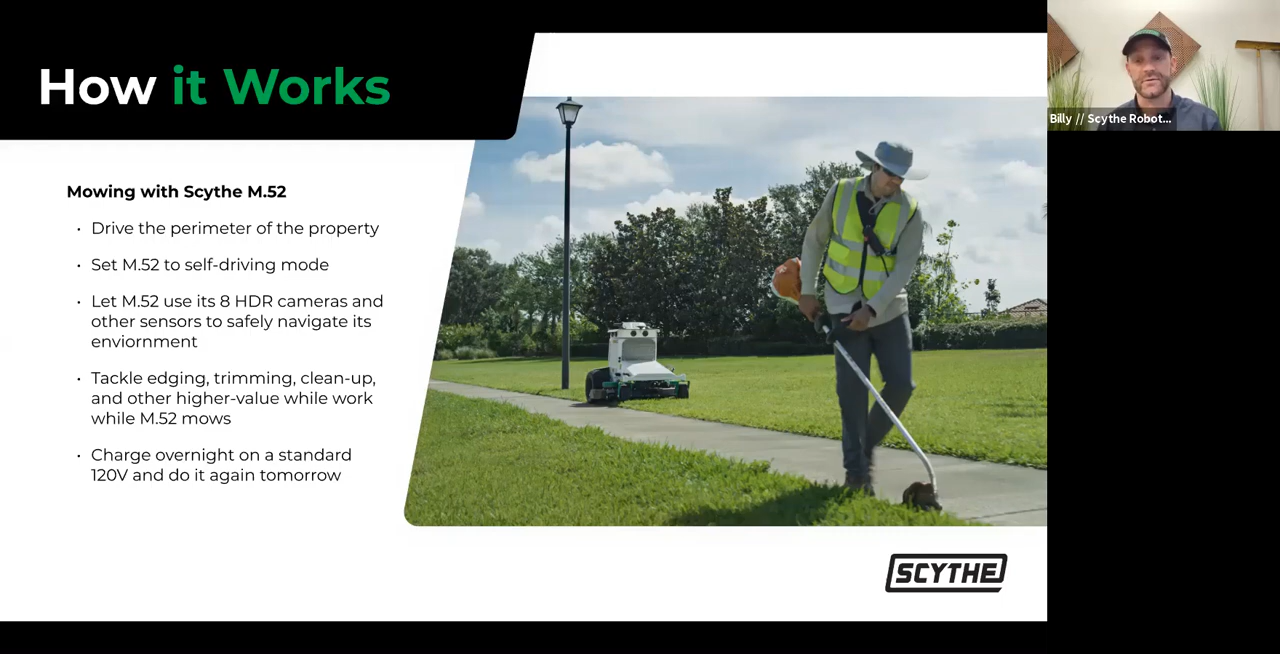 How it Works
Billy // Scythe Robot...
Mowing with Scythe M.52
• Drive the perimeter of the property
• Set M.52 to self-driving mode
• Let M.52 use its 8 HDR cameras and
other sensors to safely navigate its
enviornment
• Tackle edging, trimming, clean-up,
and other higher-value while work
while M.52 mows
• Charge overnight on a standard
120V and do it again tomorrow
SCYTHE